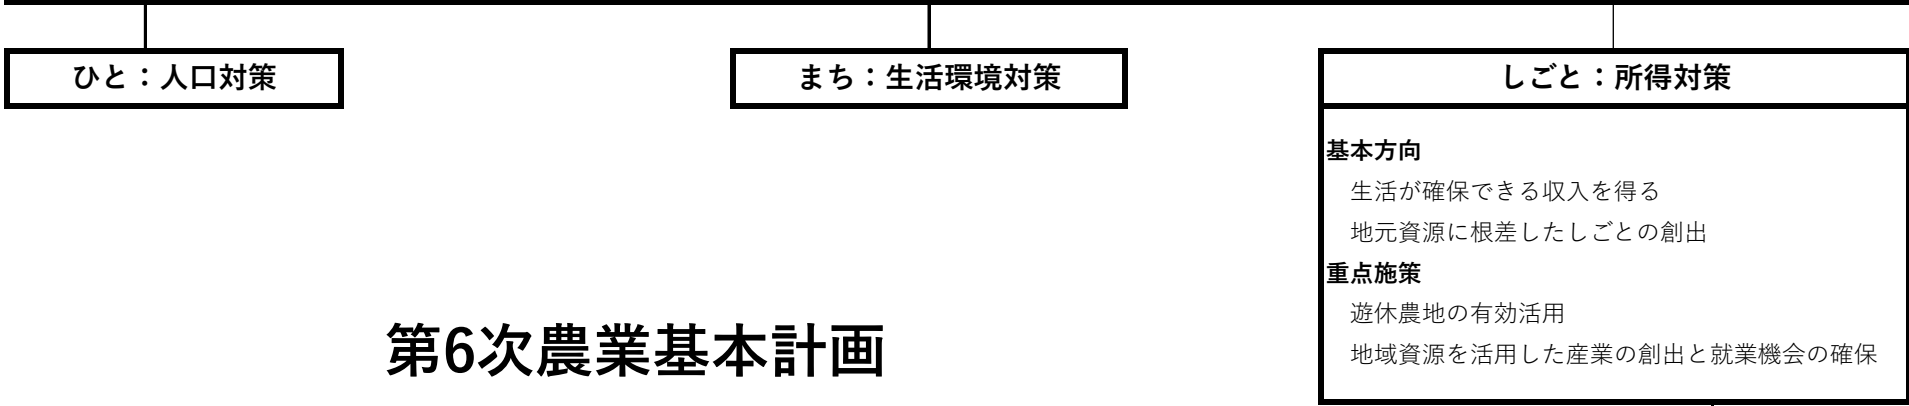 ひと：人口対策
まち：生活環境対策
しごと：所得対策
基本方向
生活が確保できる収入を得る
地元資源に根差したしごとの創出
重点施策
遊休農地の有効活用
地域資源を活用した産業の創出と就業機会の確保
第6次農業基本計画